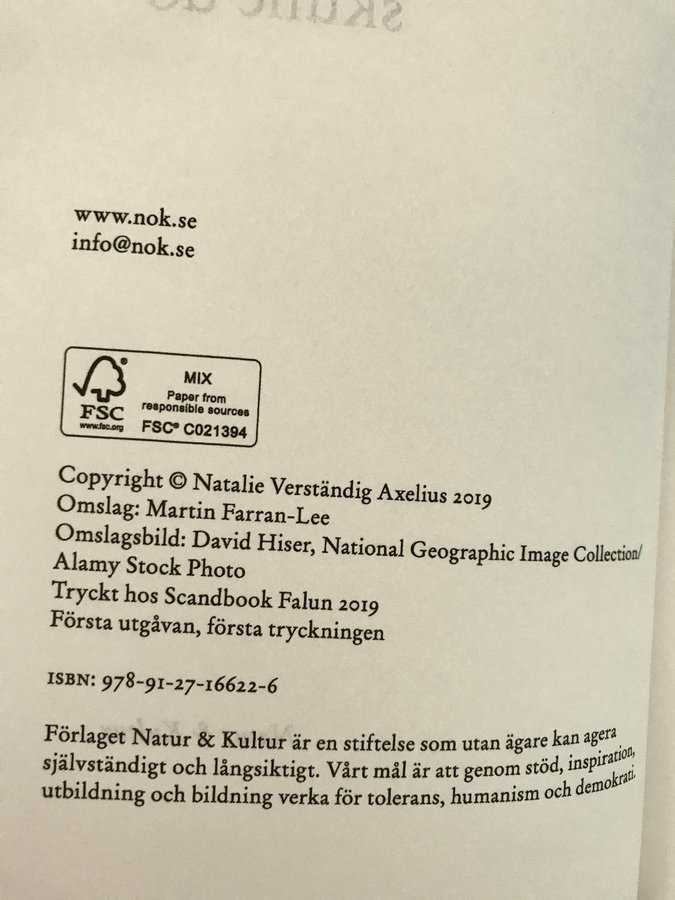 www.nok.se
info@nok.se
MIX
Paper from
responsible sources
FSC® C021394
FSC
www.fsc.org
Copyright © Natalie Verständig Axelius 2019
Omslag: Martin Farran-Lee
Omslagsbild: David Hiser, National Geographic Image Collection/
Alamy Stock Photo
Tryckt hos Scandbook Falun 2019
Första utgåvan, första tryckningen
ISBN: 978-91-27-16622-6
Förlaget Natur & Kultur är en stiftelse som utan ägare kan agera
självständigt och långsiktigt. Vårt mål är att genom stöd, inspiration,
utbildning och bildning verka för tolerans, humanism och demokrati.